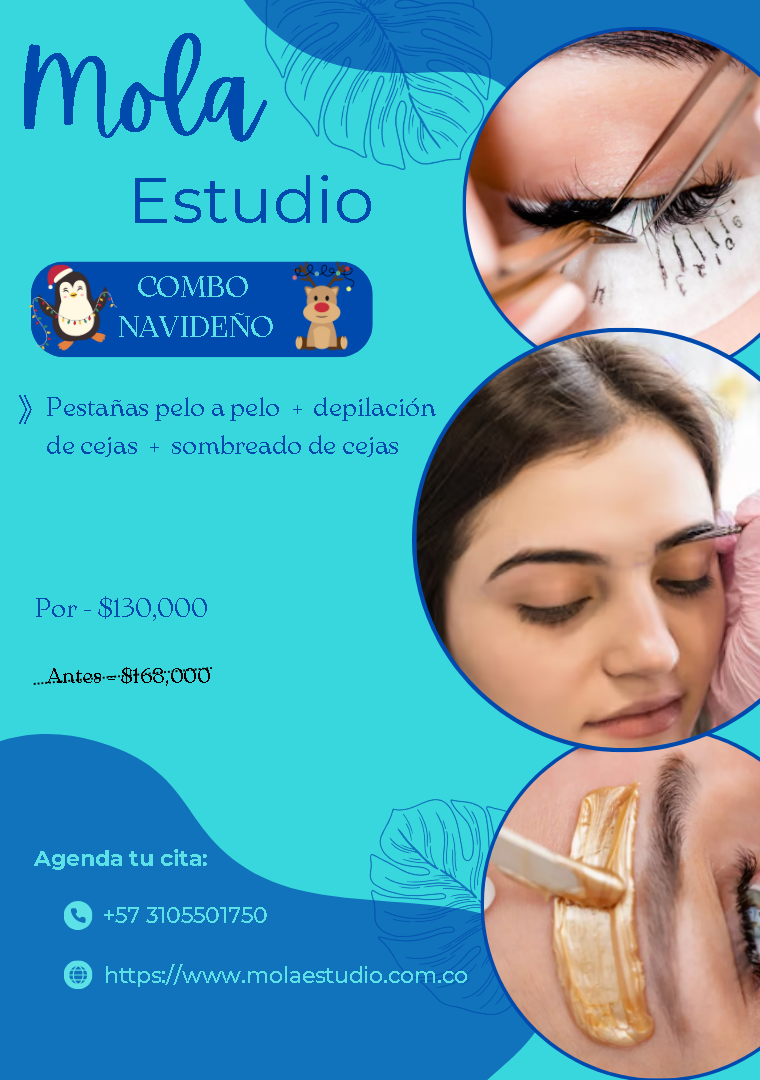 Mola
Estudio
COMBO
NAVIDEÑO
》 Pestañas pelo a pelo + depilación
de cejas + sombreado de cejas
Por - $130,000
Antes - $168,000
Agenda tu cita:
+57 3105501750
https://www.molaestudio.com.co